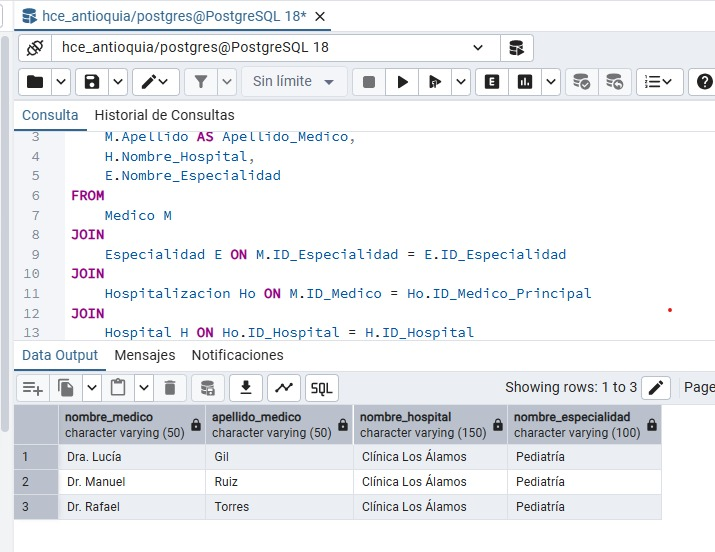 hce_antioquia/postgres@PostgreSQL 18*
hce_antioquia/postgres@PostgreSQL 18
Sin límite
Consulta Historial de Consultas
3 M.Apellido AS Apellido_Medico,
4 H.Nombre_Hospital,
5 E.Nombre_Especialidad
6 FROM
7 Medico M
8 JOIN
9 Especialidad E ON M.ID_Especialidad = E.ID_Especialidad
10 JOIN
11 Hospitalizacion Ho ON M.ID_Medico = Ho.ID_Medico_Principal
12 JOIN
13 Hospital H ON Ho.ID_Hospital = H.ID_Hospital
Data Output Mensajes Notificaciones
SQL Showing rows: 1 to 3 Page
nombre_medico apellido_medico nombre_hospital nombre_especialidad
character varying (50) character varying (50) character varying (150) character varying (100)
1 Dra. Lucía Gil Clínica Los Álamos Pediatría
2 Dr. Manuel Ruiz Clínica Los Álamos Pediatría
3 Dr. Rafael Torres Clínica Los Álamos Pediatría